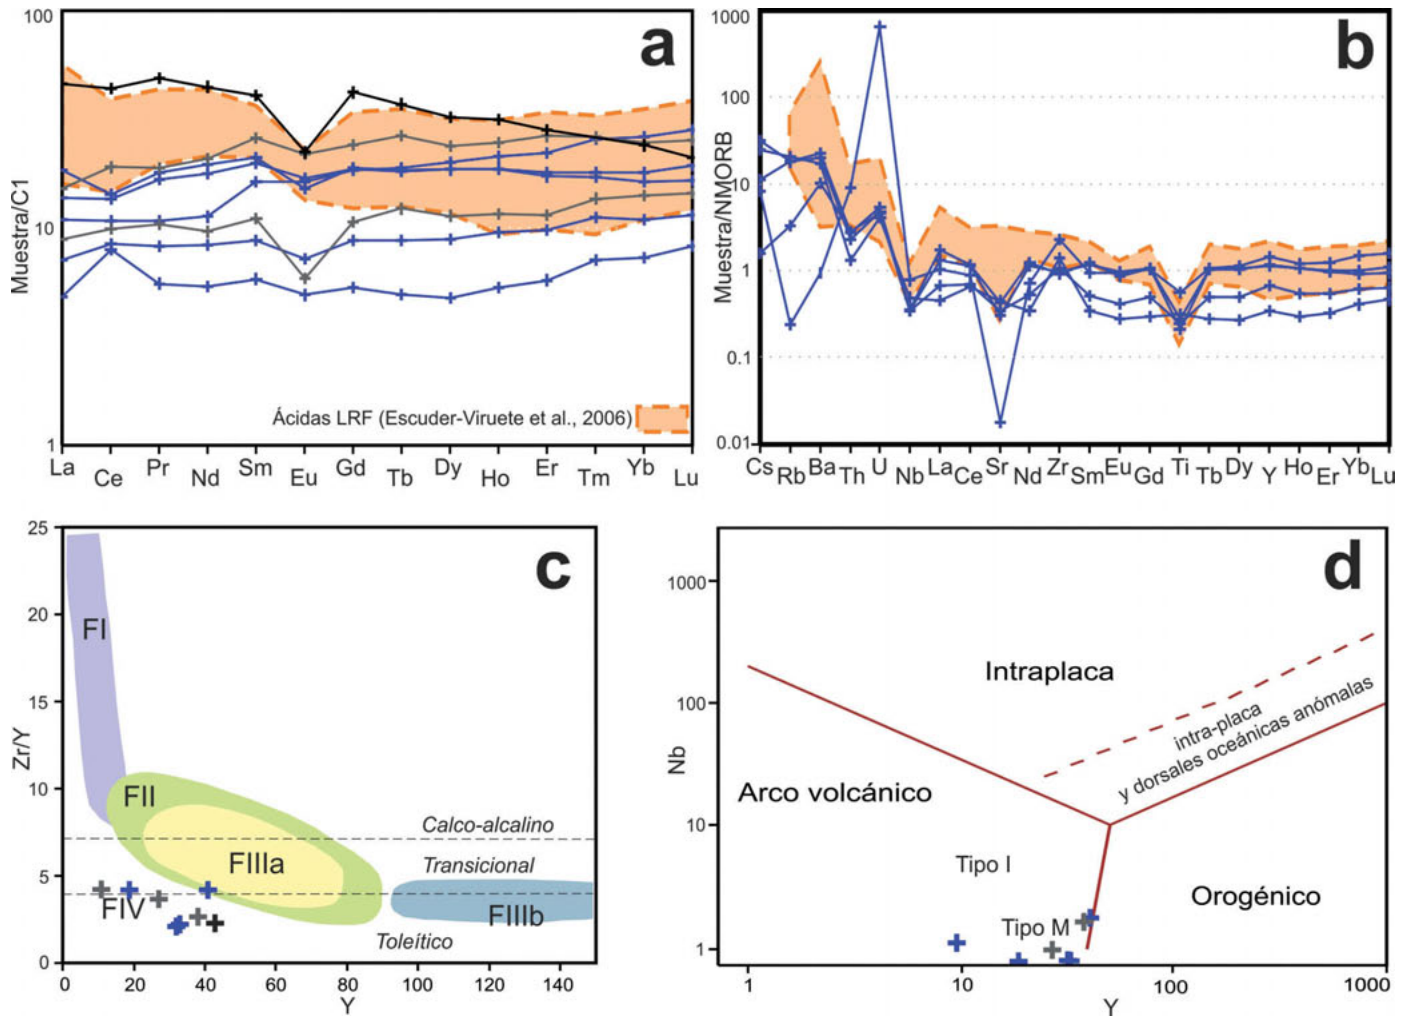 a
100
10
1
Muestra/C1
Ácidas LRF (Escuder-Viruete et al., 2006)
La Ce Pr Nd Sm Eu Gd Tb Dy Ho Er Tm Yb Lu
b
1000
100
10
1
0.1
0.01
Muestra/NMORB
Cs Rb Ba Th U Nb La Ce Sr Nd Zr Sm Eu Gd Ti Tb Dy Y Ho Er Yb Lu
c
25
20
15
10
5
0
Zr/Y
FI
FII
FIIIa
FIIIb
FIV
Calco-alcalino
Transicional
Toleítico
0 20 40 60 80 100 120 140
Y
d
1000
100
10
1
Nb
Intraplaca
intra-placa
y dorsales oceánicas anómalas
Arco volcánico
Tipo I
Tipo M
Orogénico
1 10 100 1000
Y